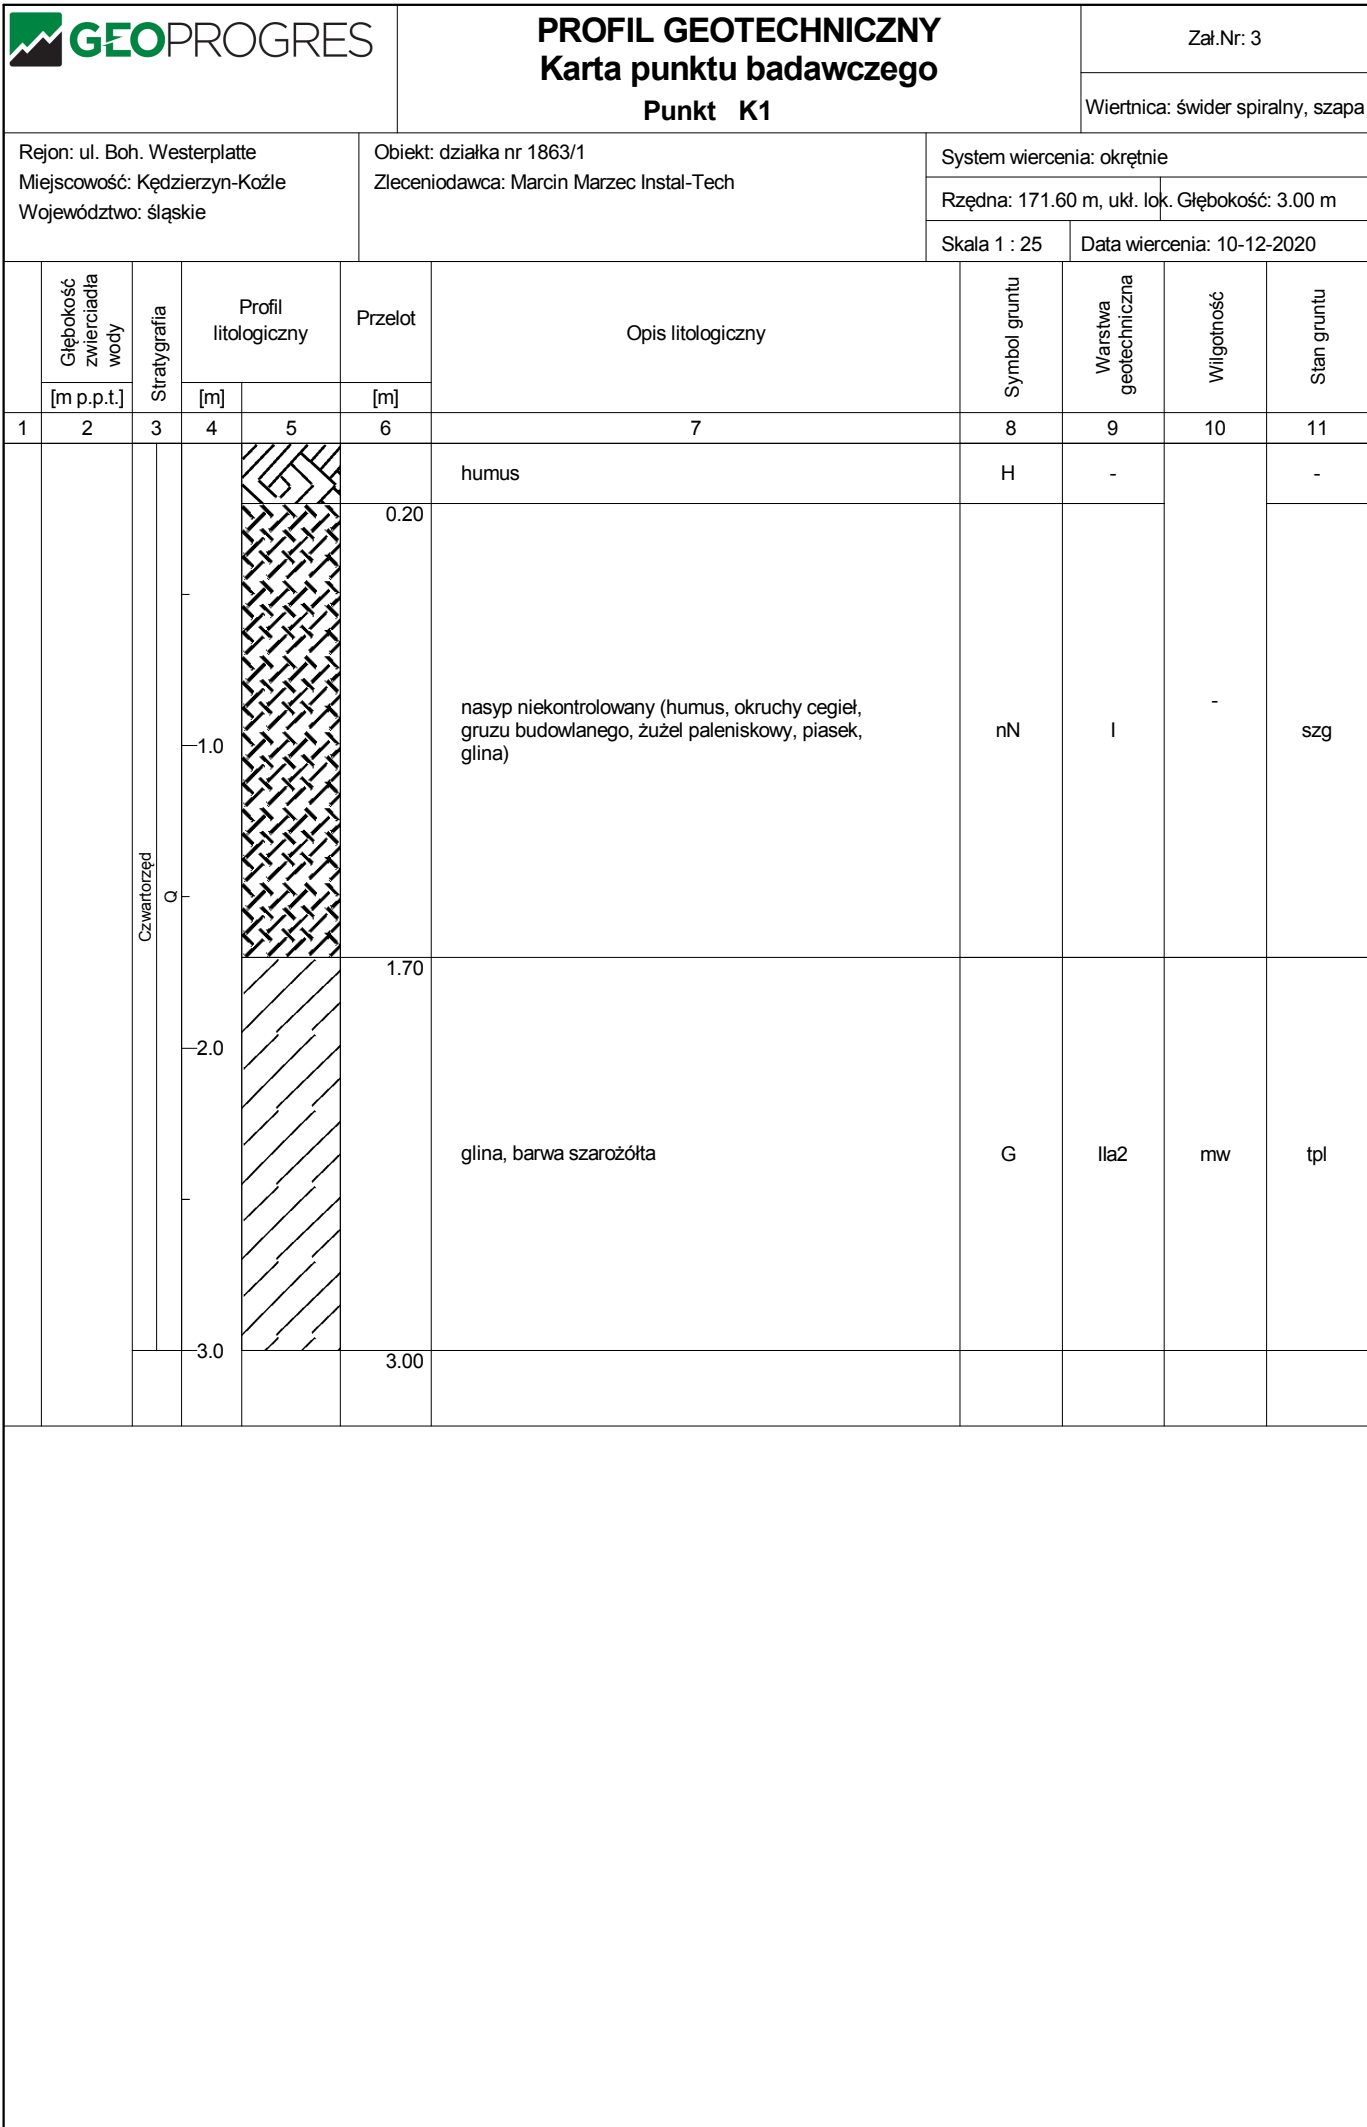 GEOPROGRES
PROFIL GEOTECHNICZNY
Karta punktu badawczego
Punkt K1
Zał.Nr: 3
Wiertnica: świder spiralny, szapa
Rejon: ul. Boh. Westerplatte
Miejscowość: Kędzierzyn-Koźle
Województwo: śląskie
Obiekt: działka nr 1863/1
Zleceniodawca: Marcin Marzec Instal-Tech
System wiercenia: okrętnie
Rzędna: 171.60 m, ukł. lok.
Głębokość: 3.00 m
Skala 1 : 25
Data wiercenia: 10-12-2020
Głębokość
zwierciadła
wody
[m p.p.t.]
Stratygrafia
Profil
litologiczny
[m]
Przelot
[m]
Opis litologiczny
Symbol gruntu
Warstwa
geotechniczna
Wilgotność
Stan gruntu
1 2 3 4 5 6 7 8 9 10 11
humus H - -
0.20
nasyp niekontrolowany (humus, okruchy cegieł,
gruzu budowlanego, żużel paleniskowy, piasek,
glina)
nN I - szg
1.0
Czwartorzęd
Q
1.70
2.0
glina, barwa szarożółta G IIa2 mw tpl
3.0
3.00